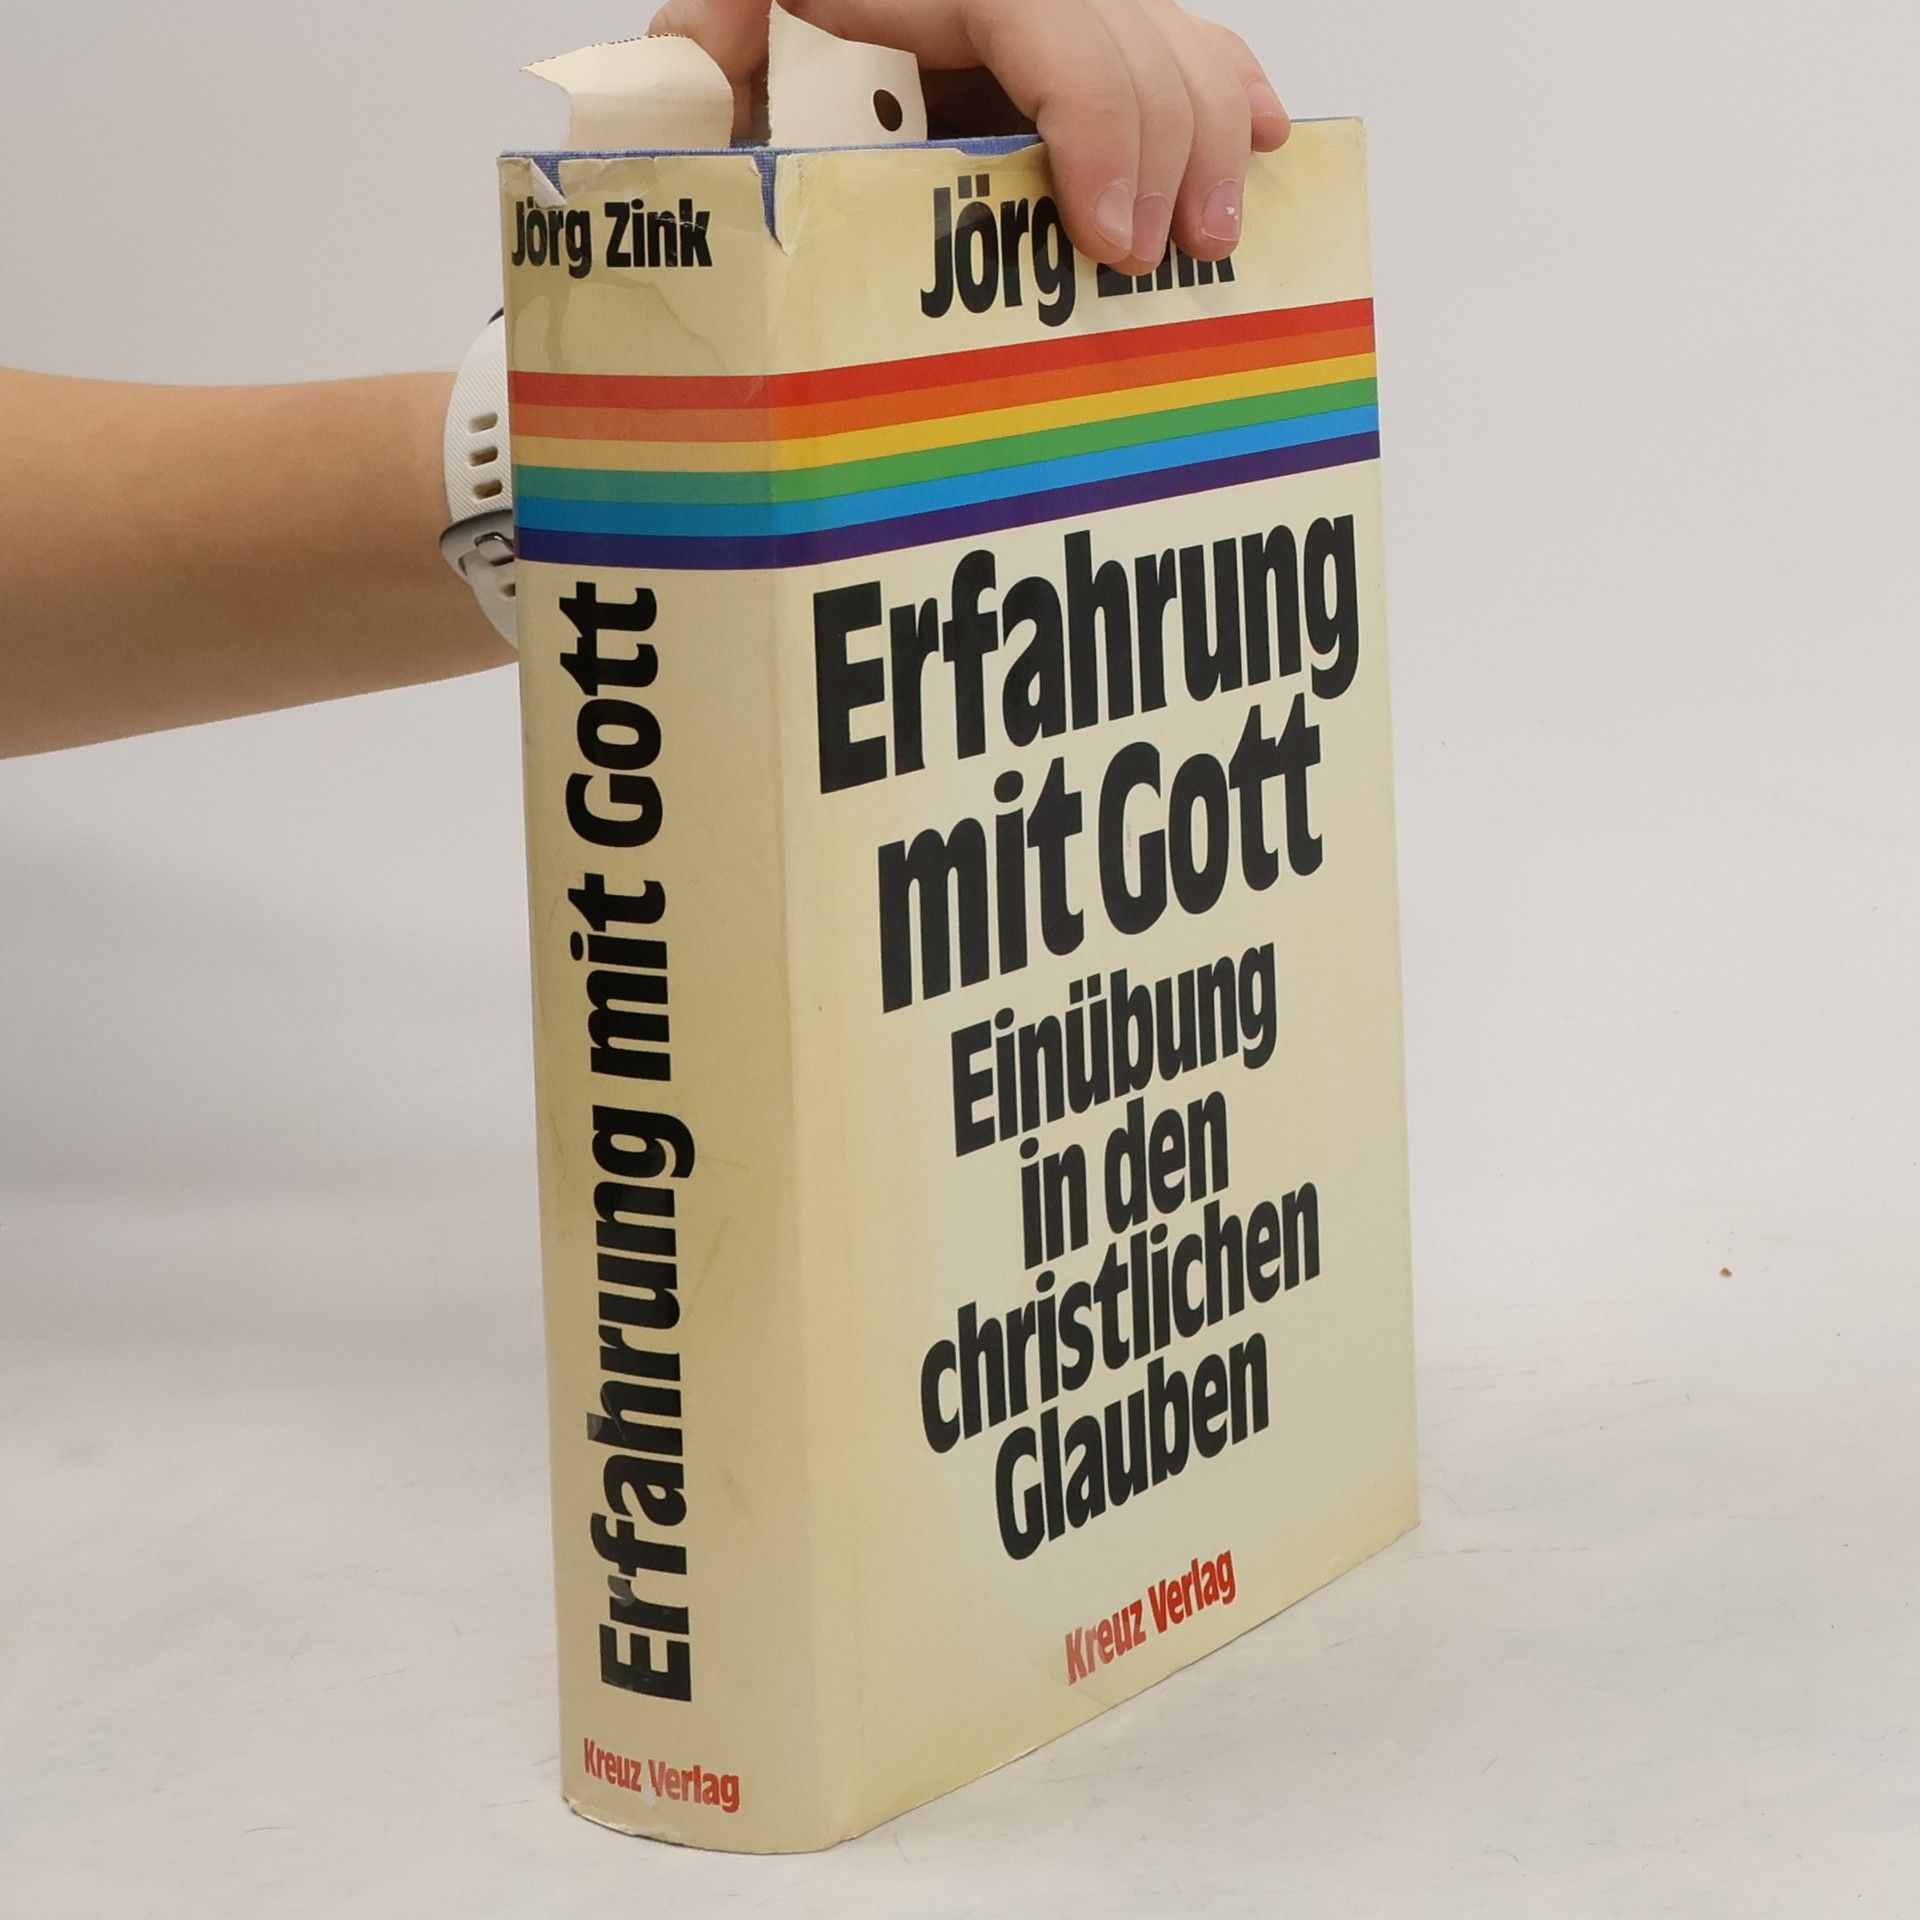 Jörg Zink
Erfahrung mit Gott
Kreuz Verlag
Jörg Zink
Erfahrung
mit Gott
Einübung
in den
christlichen
Glauben
Kreuz Verlag